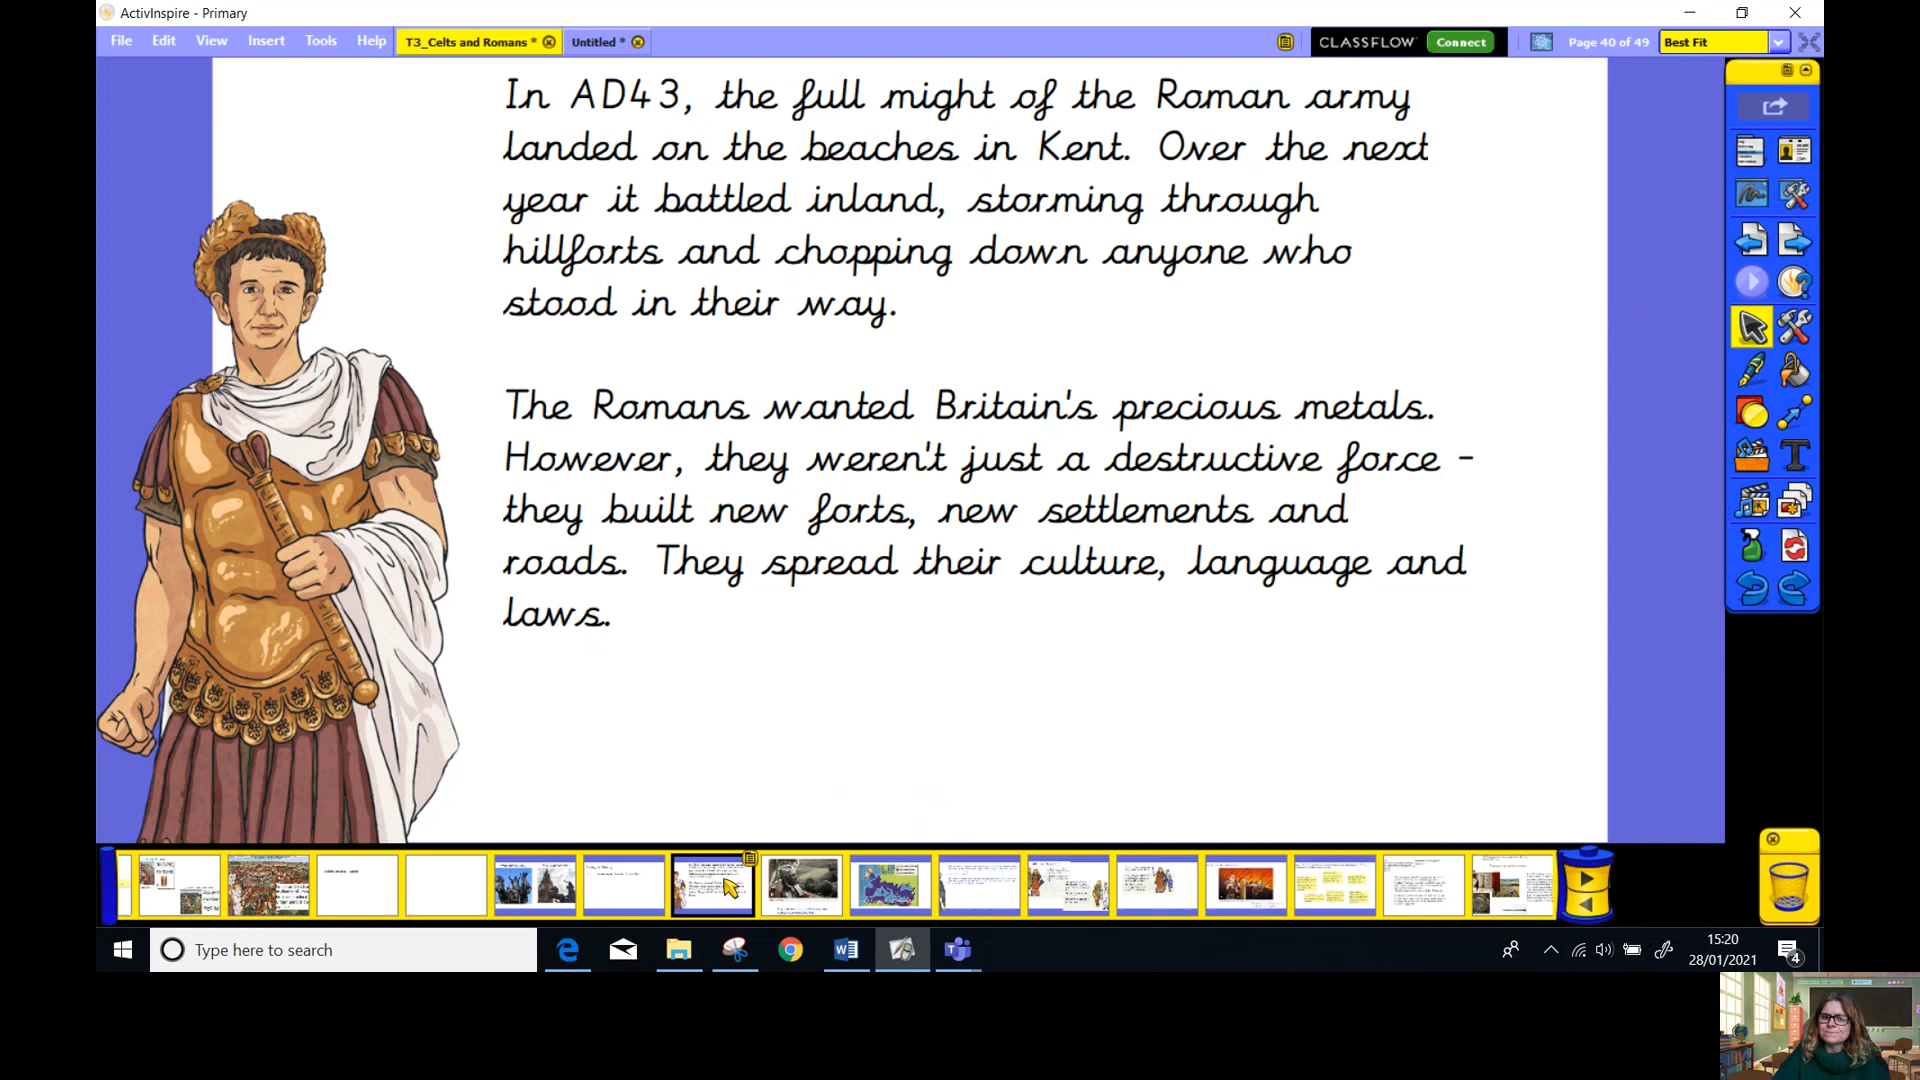 ActivInspire - Primary
File Edit View Insert Tools Help T3_Celts and Romans * Untitled * CLASSFLOW Connect Page 40 of 49 Best Fit
In AD43, the full might of the Roman army
landed on the beaches in Kent. Over the next
year it battled inland, storming through
hillforts and chopping down anyone who
stood in their way.
The Romans wanted Britain's precious metals.
However, they weren't just a destructive force -
they built new forts, new settlements and
roads. They spread their culture, language and
laws.
Type here to search
15:20
28/01/2021
4